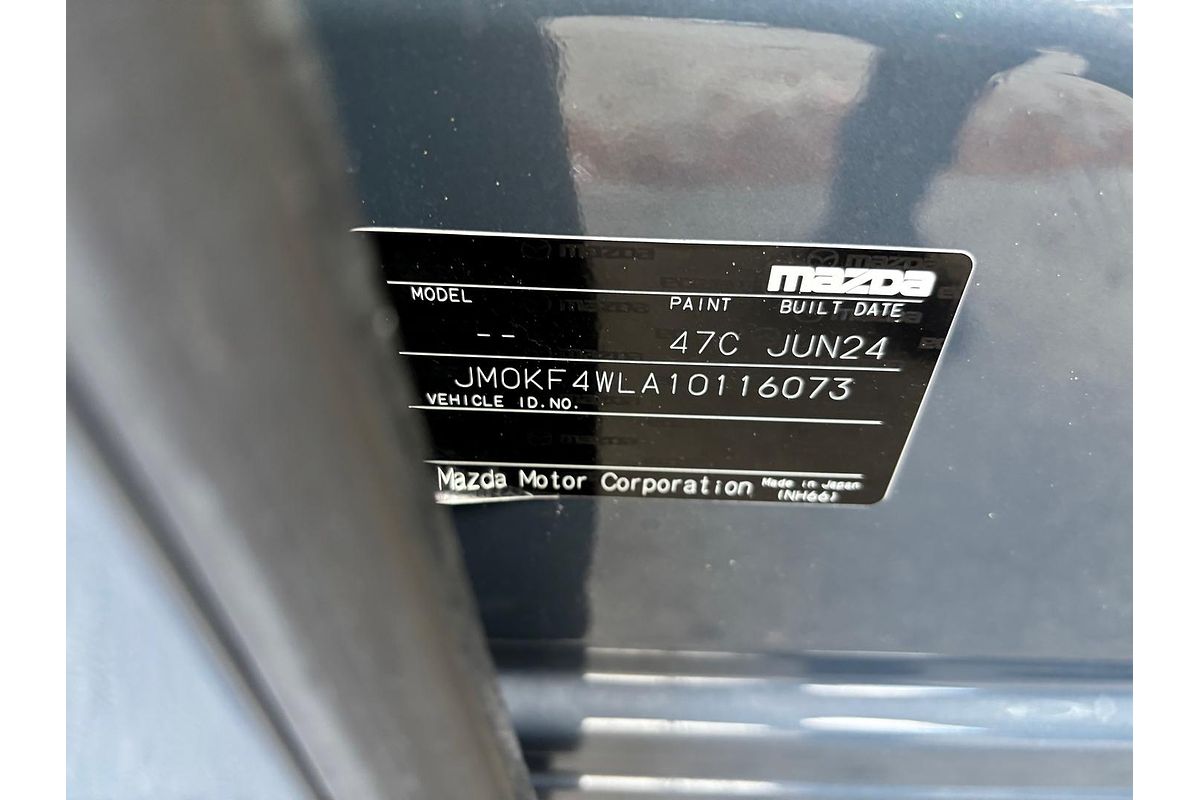 mazda
MODEL PAINT BUILT DATE
-- 47C JUN24
JM0KF4WLA10116073
VEHICLE ID.NO.
Mazda Motor Corporation Made in Japan
(NH66)